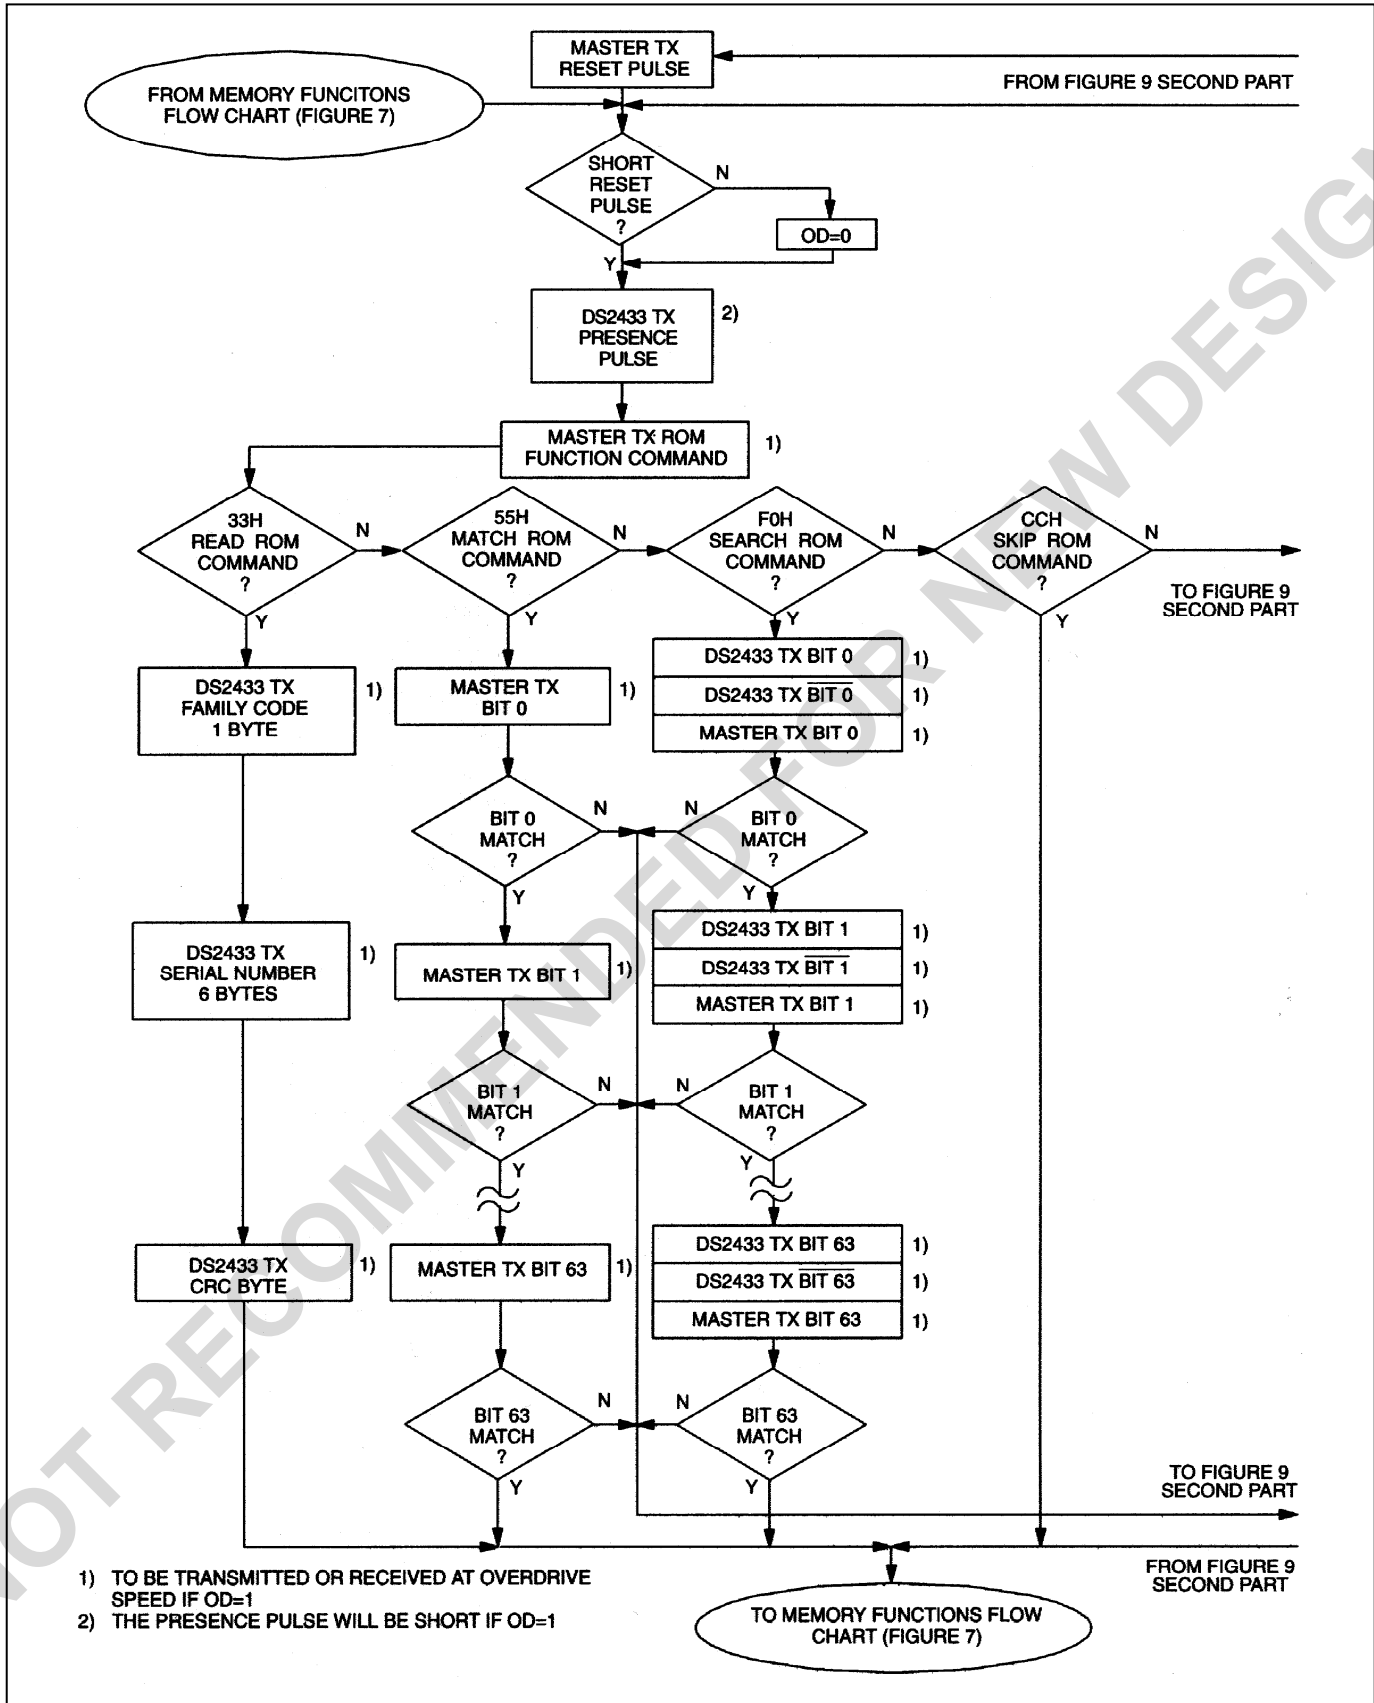 MASTER TX
RESET PULSE
FROM FIGURE 9 SECOND PART
FROM MEMORY FUNCITONS
FLOW CHART (FIGURE 7)
SHORT
RESET
PULSE
?
N
OD=0
Y
DS2433 TX
PRESENCE
PULSE
2)
MASTER TX ROM
FUNCTION COMMAND
1)
33H
READ ROM
COMMAND
?
N
Y
55H
MATCH ROM
COMMAND
?
N
Y
F0H
SEARCH ROM
COMMAND
?
N
Y
CCH
SKIP ROM
COMMAND
?
N
Y
TO FIGURE 9
SECOND PART
DS2433 TX
FAMILY CODE
1 BYTE
1)
MASTER TX
BIT 0
1)
DS2433 TX BIT 0
1)
DS2433 TX B̅I̅T̅ ̅0̅
1)
MASTER TX BIT 0
1)
BIT 0
MATCH
?
N
Y
BIT 0
MATCH
?
N
Y
DS2433 TX
SERIAL NUMBER
6 BYTES
1)
MASTER TX BIT 1
1)
DS2433 TX BIT 1
1)
DS2433 TX B̅I̅T̅ ̅1̅
1)
MASTER TX BIT 1
1)
BIT 1
MATCH
?
N
Y
BIT 1
MATCH
?
N
Y
DS2433 TX
CRC BYTE
1)
MASTER TX BIT 63
1)
DS2433 TX BIT 63
1)
DS2433 TX B̅I̅T̅ ̅6̅3̅
1)
MASTER TX BIT 63
1)
BIT 63
MATCH
?
N
Y
BIT 63
MATCH
?
N
Y
TO FIGURE 9
SECOND PART
FROM FIGURE 9
SECOND PART
1) TO BE TRANSMITTED OR RECEIVED AT OVERDRIVE
SPEED IF OD=1
2) THE PRESENCE PULSE WILL BE SHORT IF OD=1
TO MEMORY FUNCTIONS FLOW
CHART (FIGURE 7)
NOT RECOMMENDED FOR NEW DESIGN